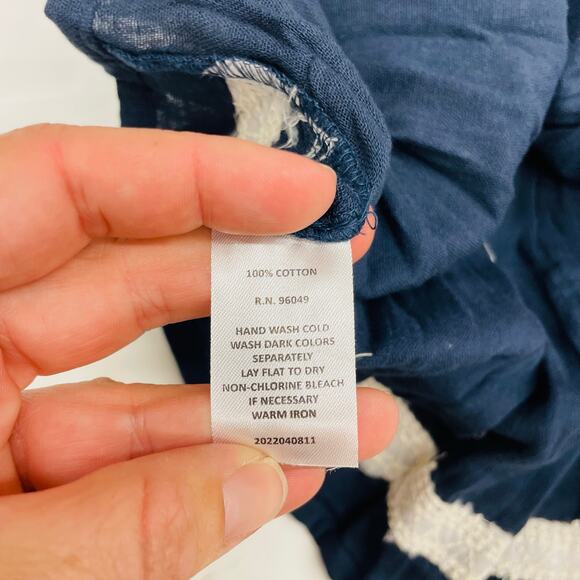 100% COTTON
R.N. 96049
HAND WASH COLD
WASH DARK COLORS
SEPARATELY
LAY FLAT TO DRY
NON-CHLORINE BLEACH
IF NECESSARY
WARM IRON
2022040811